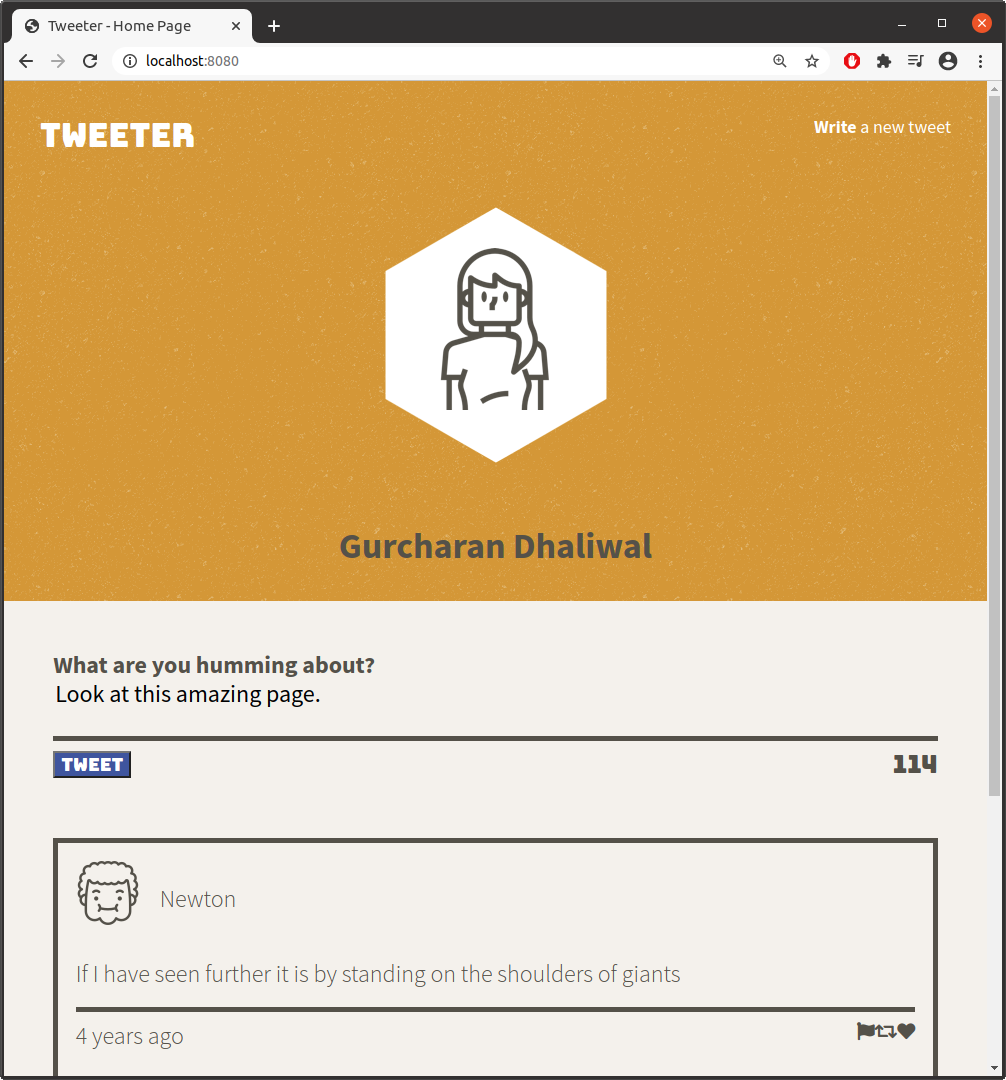 Tweeter - Home Page
localhost:8080
TWEETER
Write a new tweet
Gurcharan Dhaliwal
What are you humming about?
Look at this amazing page.
TWEET
114
Newton
If I have seen further it is by standing on the shoulders of giants
4 years ago